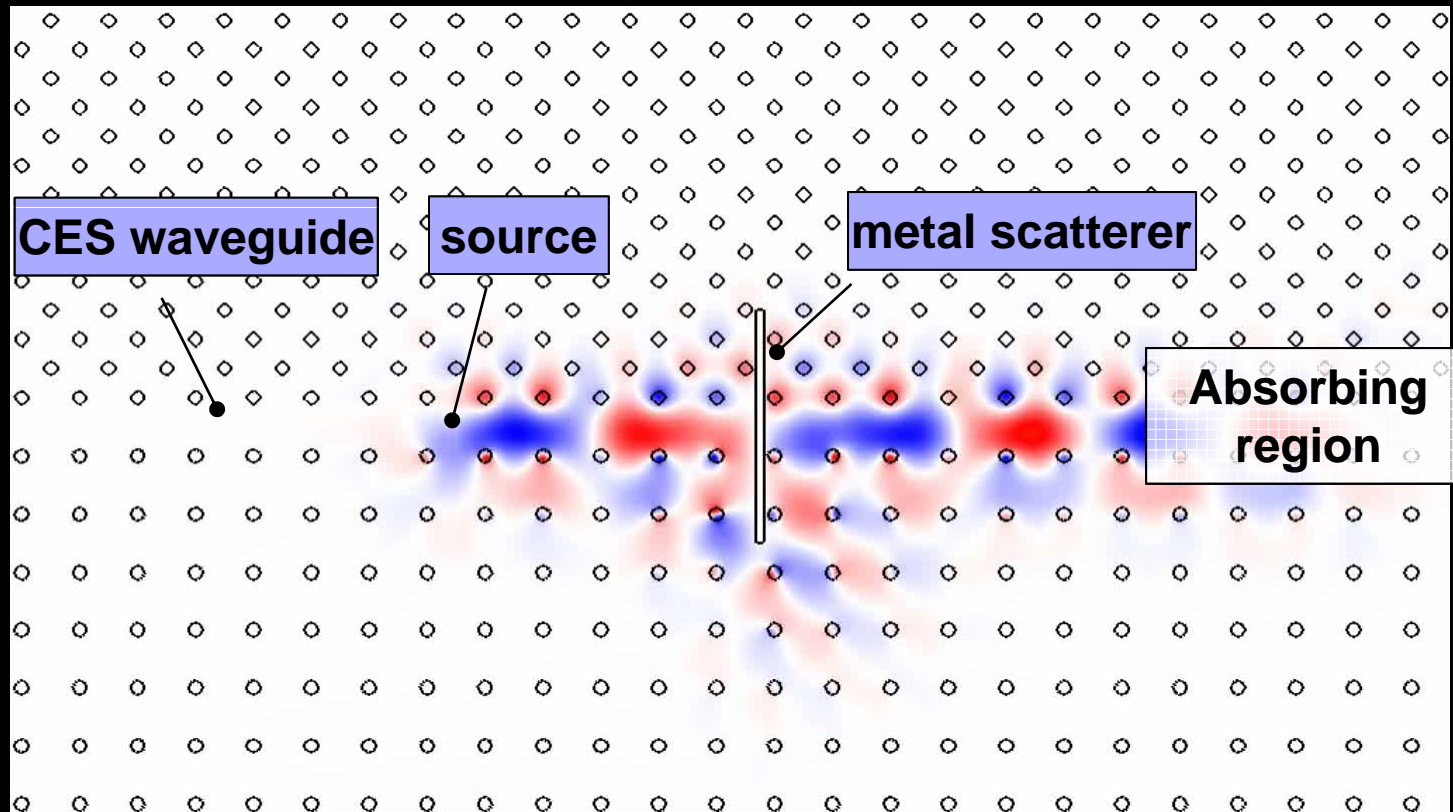 CES waveguide
source
metal scatterer
Absorbing
region